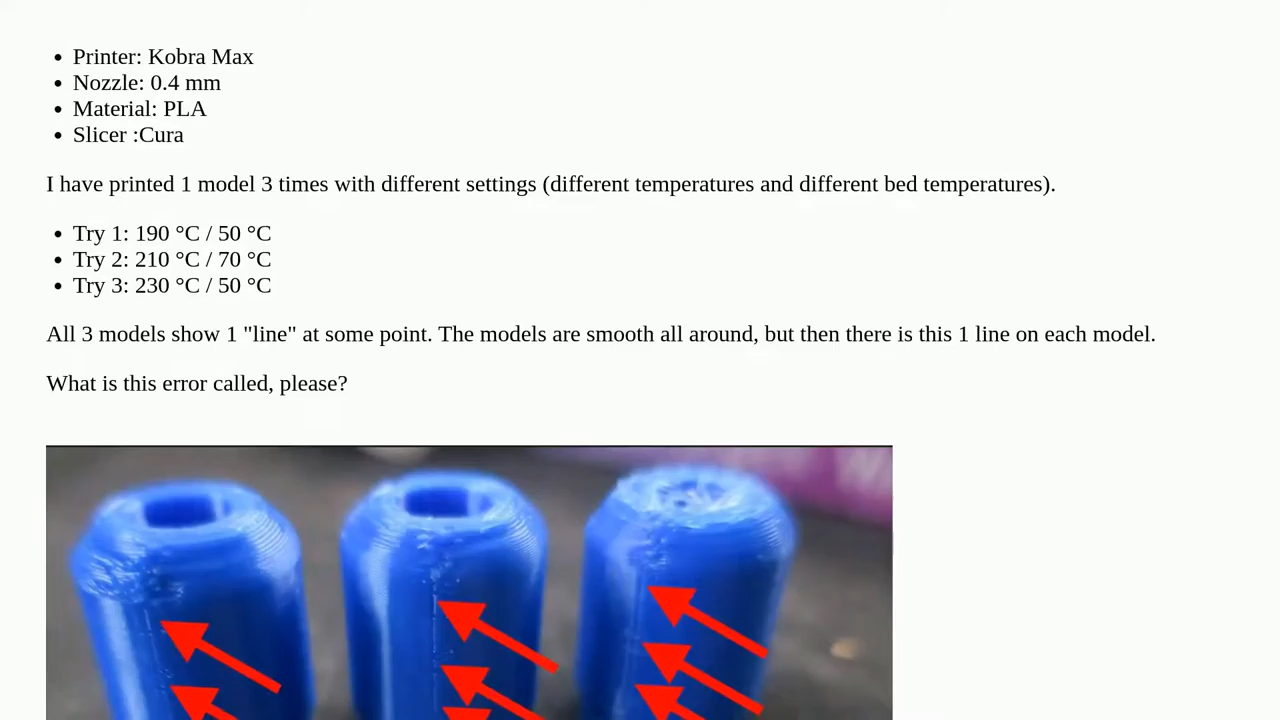 Printer: Kobra Max
Nozzle: 0.4 mm
Material: PLA
Slicer :Cura
I have printed 1 model 3 times with different settings (different temperatures and different bed temperatures).
Try 1: 190 °C / 50 °C
Try 2: 210 °C / 70 °C
Try 3: 230 °C / 50 °C
All 3 models show 1 "line" at some point. The models are smooth all around, but then there is this 1 line on each model.
What is this error called, please?